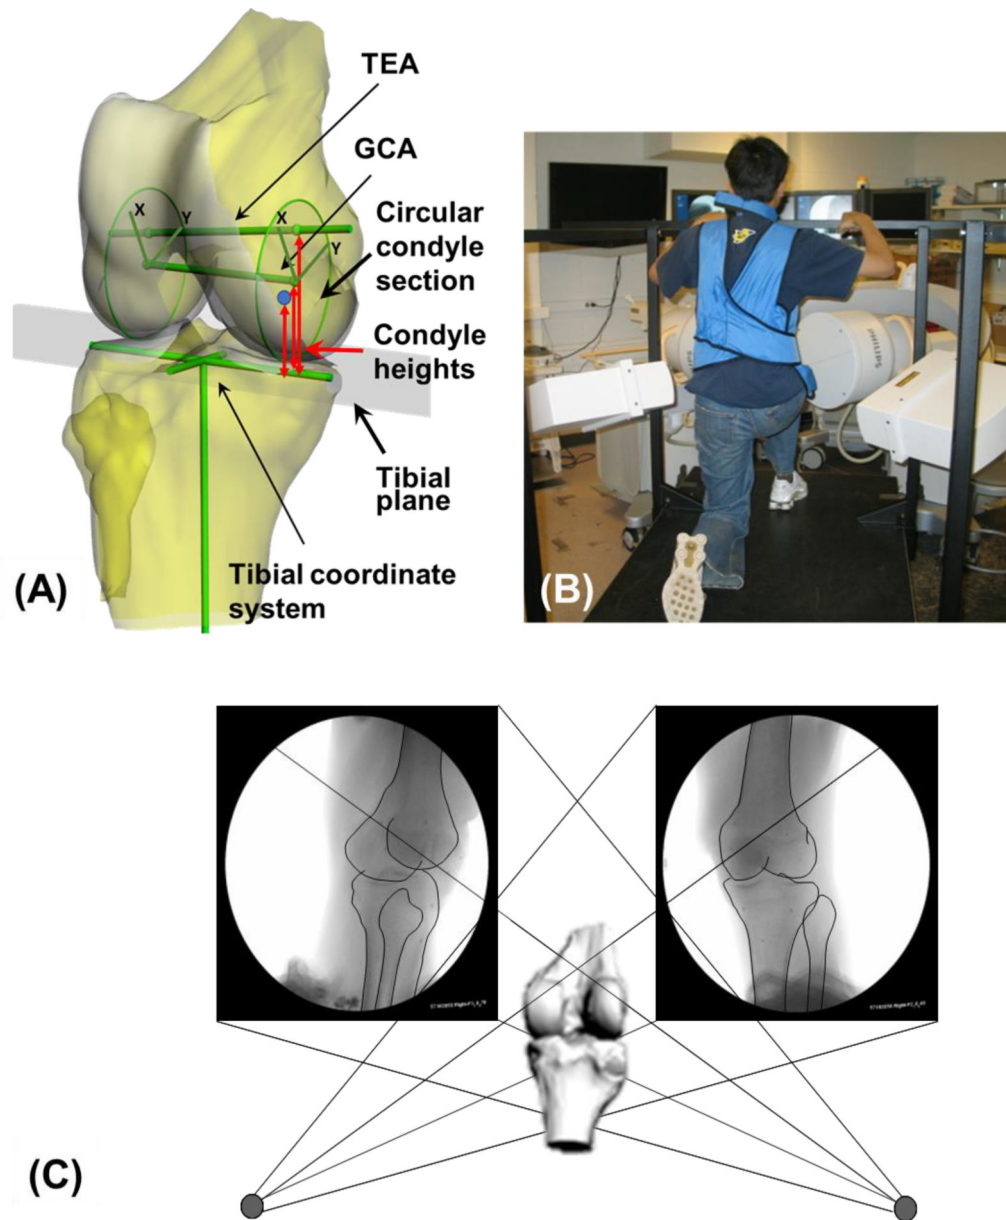 TEA
GCA
X
Y
X
Y
Circular
condyle
section
Condyle
heights
Tibial
plane
Tibial coordinate
system
(A)
PHILIPS
(B)
(C)